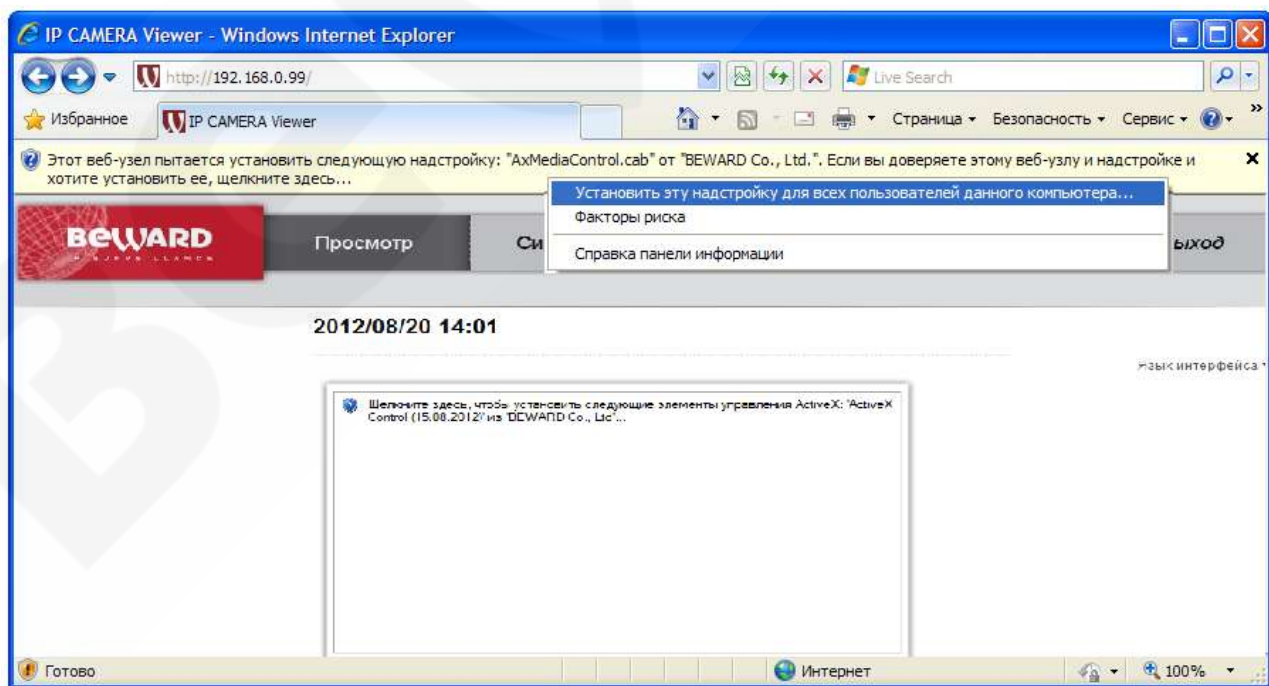 IP CAMERA Viewer - Windows Internet Explorer
http://192.168.0.99/
Live Search
Избранное
IP CAMERA Viewer
Страница
Безопасность
Сервис
Этот веб-узел пытается установить следующую надстройку: "AxMediaControl.cab" от "BEWARD Co., Ltd.". Если вы доверяете этому веб-узлу и надстройке и
хотите установить ее, щелкните здесь...
Установить эту надстройку для всех пользователей данного компьютера...
Факторы риска
Справка панели информации
BEWARD
Просмотр
Си
ыход
2012/08/20 14:01
Язык интерфейса
Щелкните здесь, чтобы установить следующие элементы управления ActiveX: "ActiveX
Control (15.08.2012)" из "BEWARD Co., Ltd"...
Готово
Интернет
100%